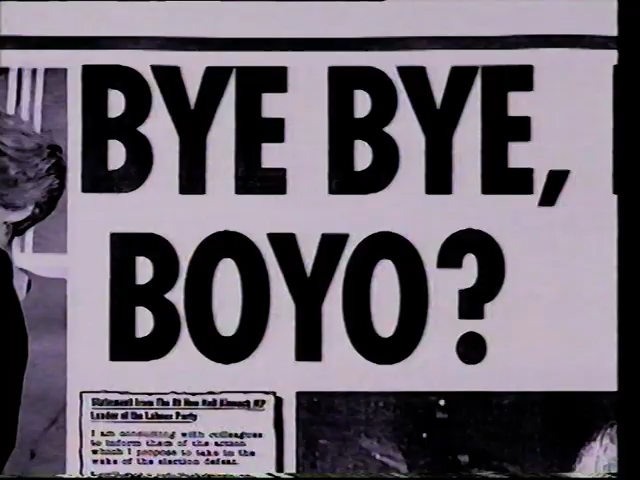 BYE BYE,
BOYO?
Statement from The Rt Hon Neil Kinnock MP
Leader of the Labour Party
I am consulting with colleagues
to inform them of the action
which I propose to take in the
wake of the election defeat.